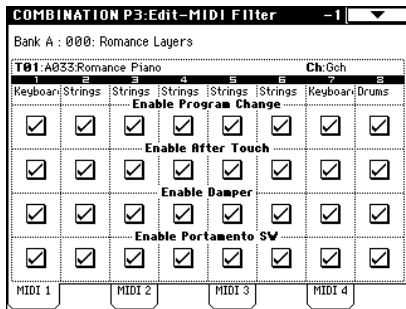 COMBINATION P3:Edit-MIDI Filter -1
Bank A : 000: Romance Layers
T01:A033:Romance Piano Ch:Gch
1 2 3 4 5 6 7 8
Keyboar Strings Strings Strings Strings Strings Keyboar Drums
Enable Program Change
Enable After Touch
Enable Damper
Enable Portamento SW
MIDI 1 MIDI 2 MIDI 3 MIDI 4